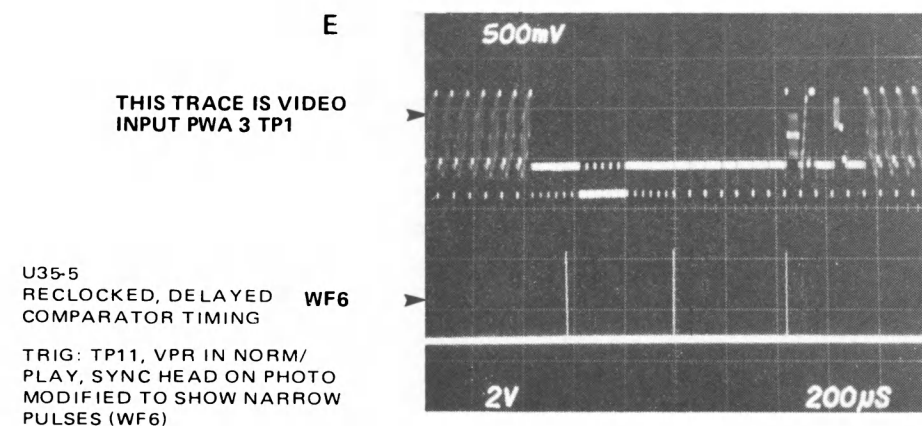 E
500mV
THIS TRACE IS VIDEO
INPUT PWA 3 TP1
U35-5
RECLOCKED, DELAYED WF6
COMPARATOR TIMING
TRIG: TP11, VPR IN NORM/
PLAY, SYNC HEAD ON PHOTO
MODIFIED TO SHOW NARROW
PULSES (WF6)
2V 200µS